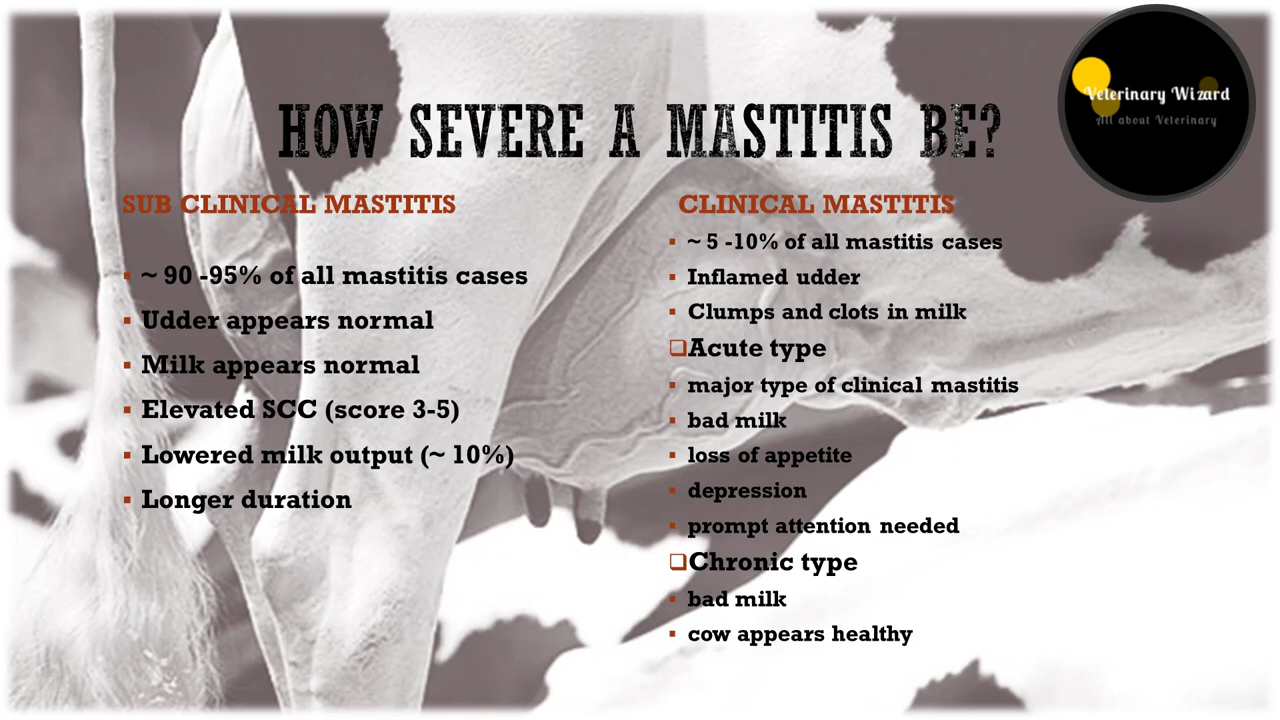 Veterinary Wizard
All about Veterinary
HOW SEVERE A MASTITIS BE?
SUB CLINICAL MASTITIS
▪ ~ 90 -95% of all mastitis cases
▪ Udder appears normal
▪ Milk appears normal
▪ Elevated SCC (score 3-5)
▪ Lowered milk output (~ 10%)
▪ Longer duration
CLINICAL MASTITIS
▪ ~ 5 -10% of all mastitis cases
▪ Inflamed udder
▪ Clumps and clots in milk
❑Acute type
▪ major type of clinical mastitis
▪ bad milk
▪ loss of appetite
▪ depression
▪ prompt attention needed
❑Chronic type
▪ bad milk
▪ cow appears healthy